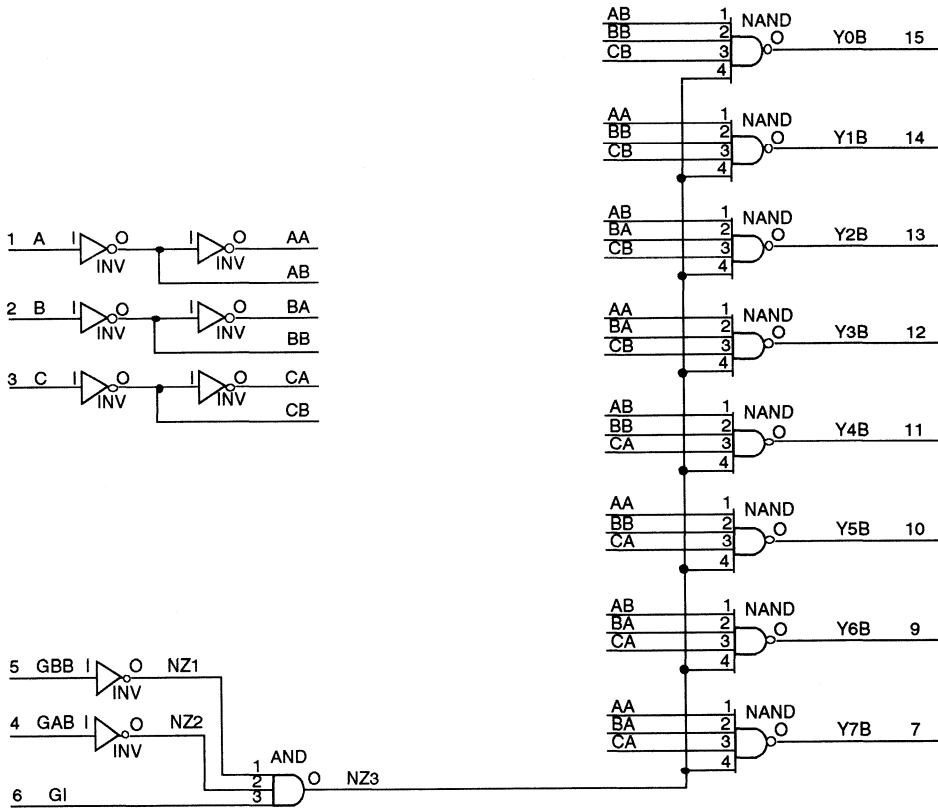 AB 1 NAND
BB 2 O Y0B 15
CB 3
4
AA 1 NAND
BB 2 O Y1B 14
CB 3
4
AB 1 NAND
BA 2 O Y2B 13
CB 3
4
AA 1 NAND
BA 2 O Y3B 12
CB 3
4
AB 1 NAND
BB 2 O Y4B 11
CA 3
4
AA 1 NAND
BB 2 O Y5B 10
CA 3
4
AB 1 NAND
BA 2 O Y6B 9
CA 3
4
AA 1 NAND
BA 2 O Y7B 7
CA 3
4
1 A I O I O AA
INV INV
AB
2 B I O I O BA
INV INV
BB
3 C I O I O CA
INV INV
CB
5 GBB I O NZ1
INV
4 GAB I O NZ2
INV
AND
1
2 O NZ3
3
6 GI